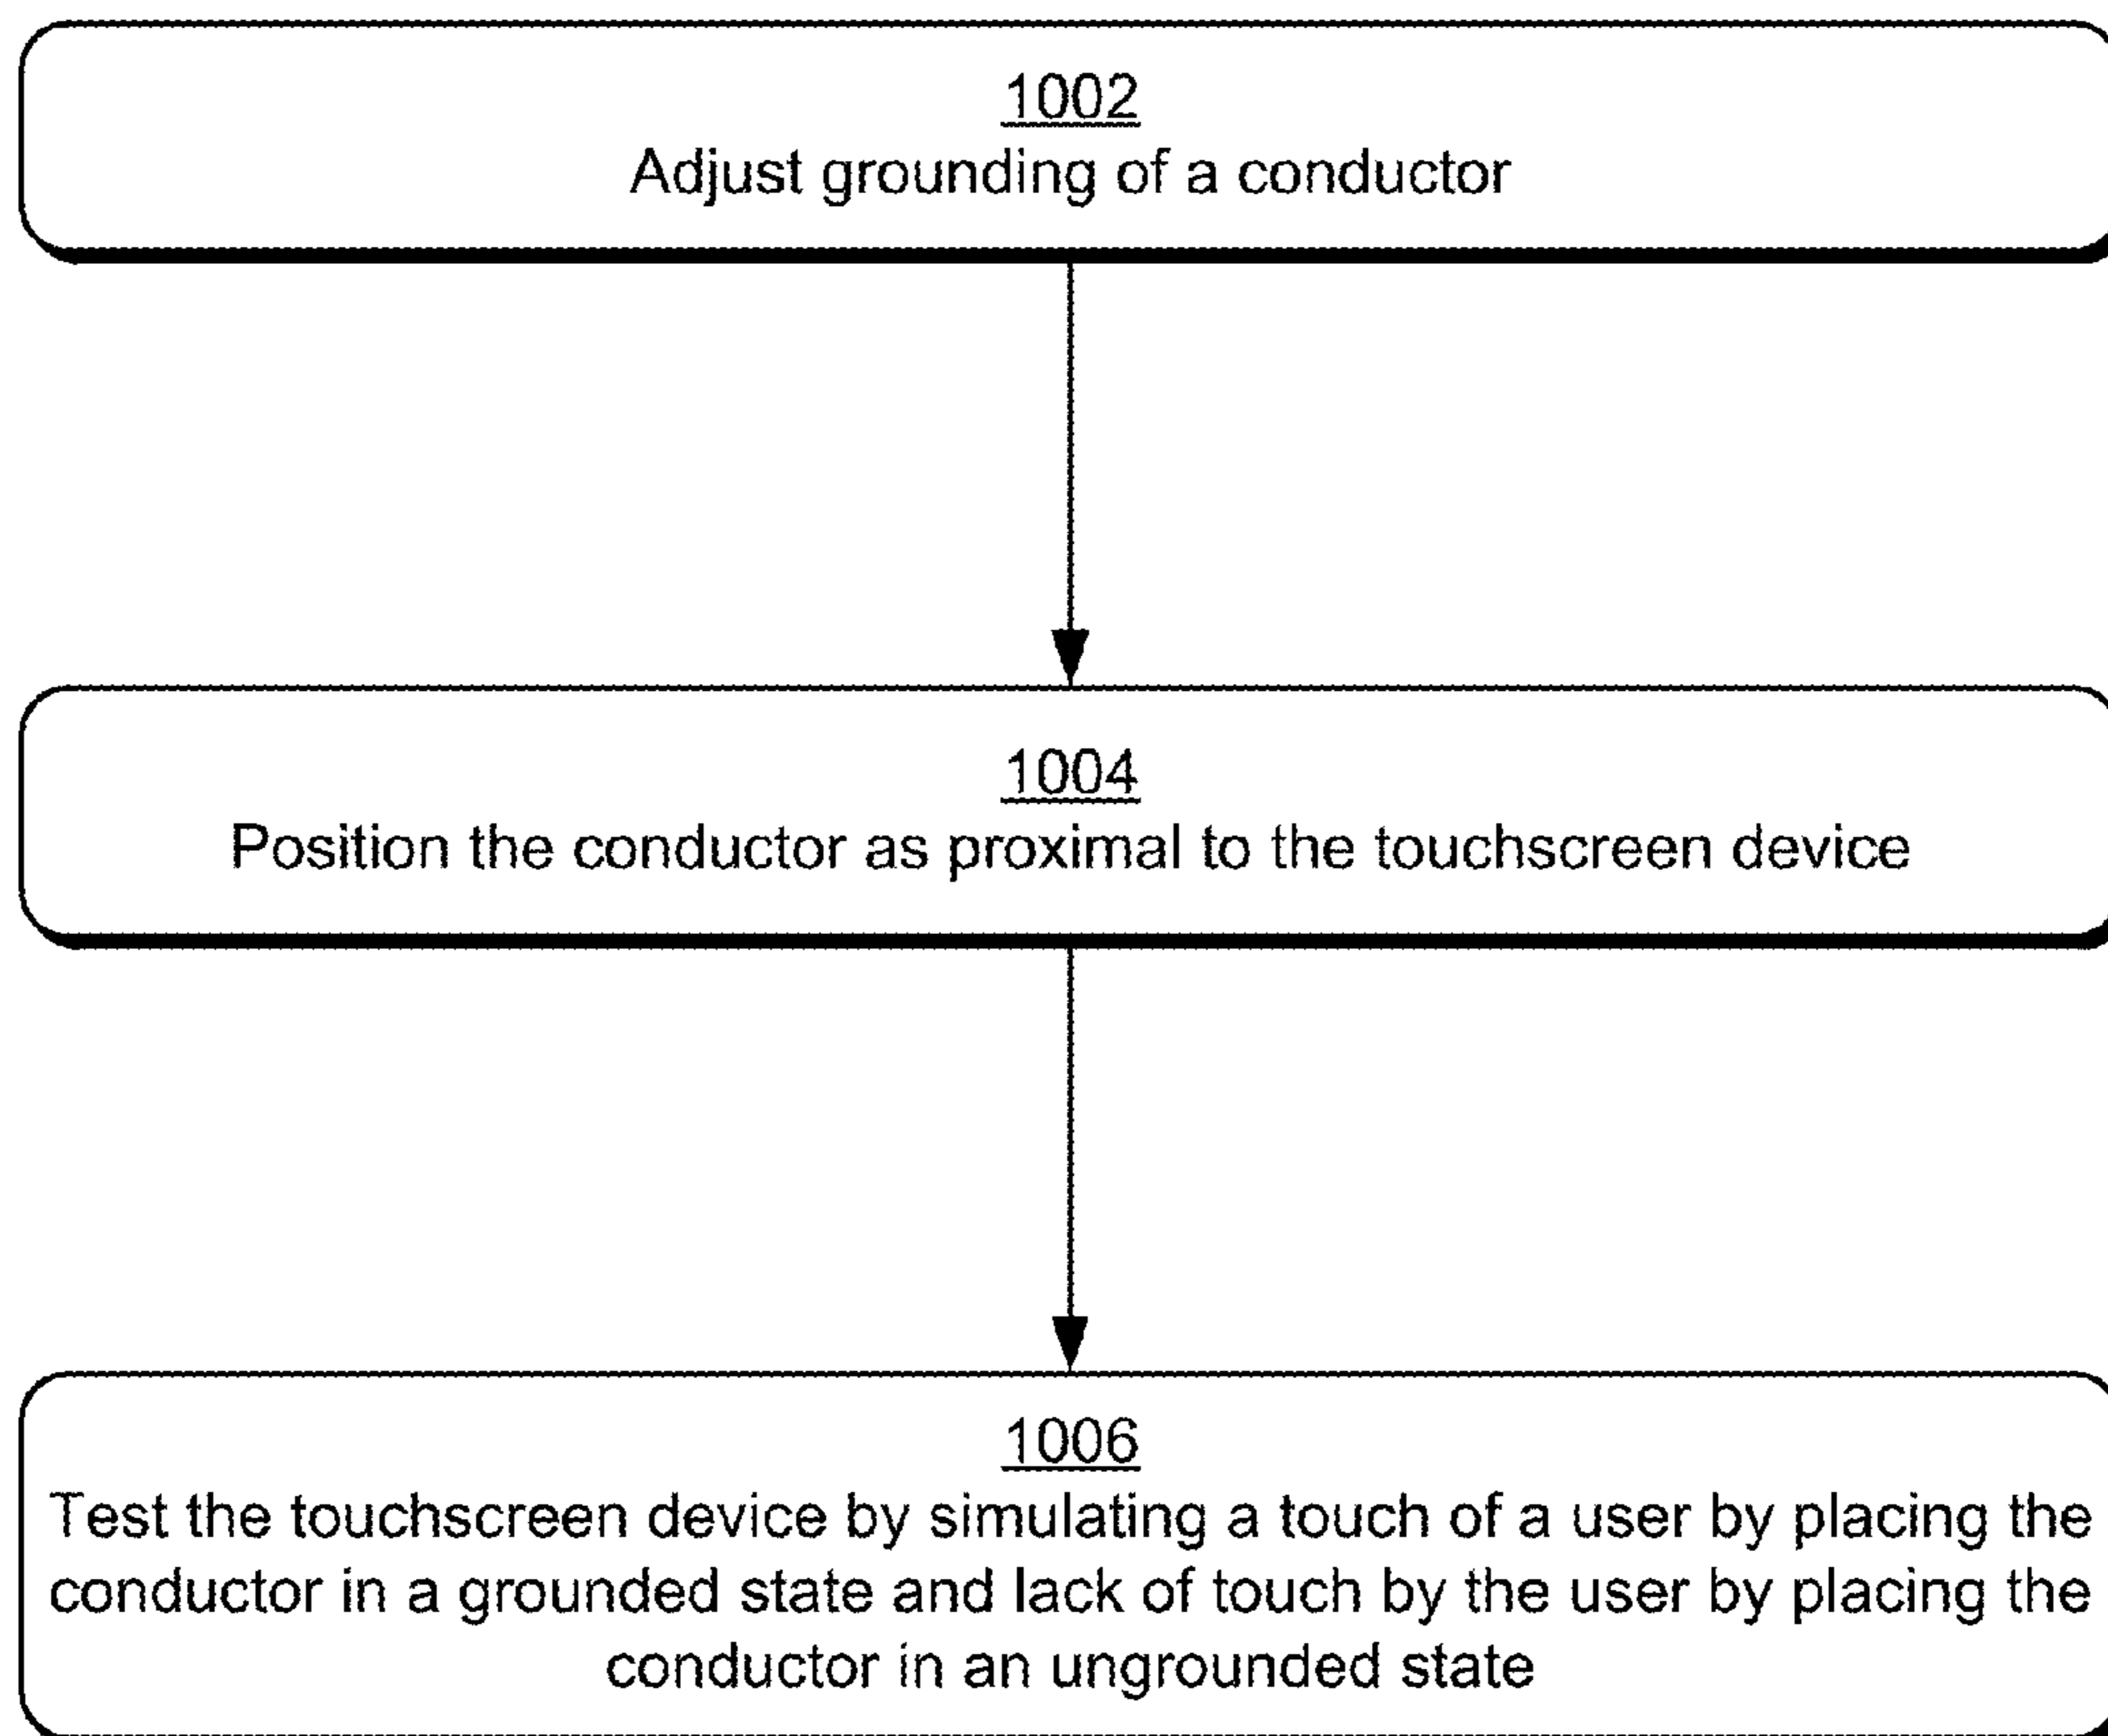 1002
Adjust grounding of a conductor
1004
Position the conductor as proximal to the touchscreen device
1006
Test the touchscreen device by simulating a touch of a user by placing the
conductor in a grounded state and lack of touch by the user by placing the
conductor in an ungrounded state